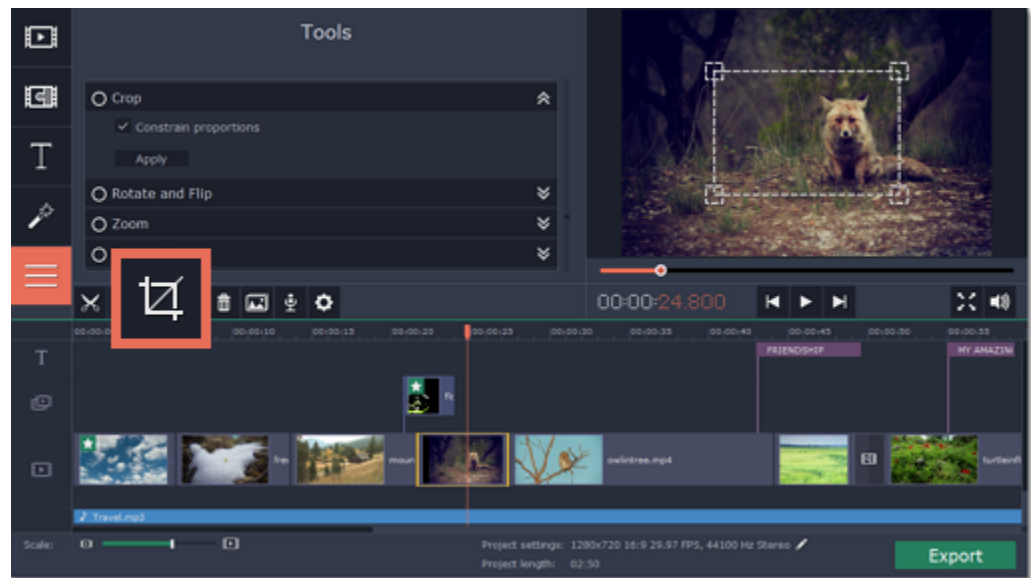 Tools
Crop
Constrain proportions
Apply
Rotate and Flip
Zoom
00:00:24.800
00:00:10 00:00:15 00:00:20 00:00:25 00:00:30 00:00:35 00:00:40 00:00:45 00:00:50 00:00:55
T
FRIENDSHIP
MY AMAZIN
fre
moun
owlintree.mp4
turtleinfl
Travel.mp3
Scale:
Project settings: 1280x720 16:9 29.97 FPS, 44100 Hz Stereo
Project length: 02:50
Export